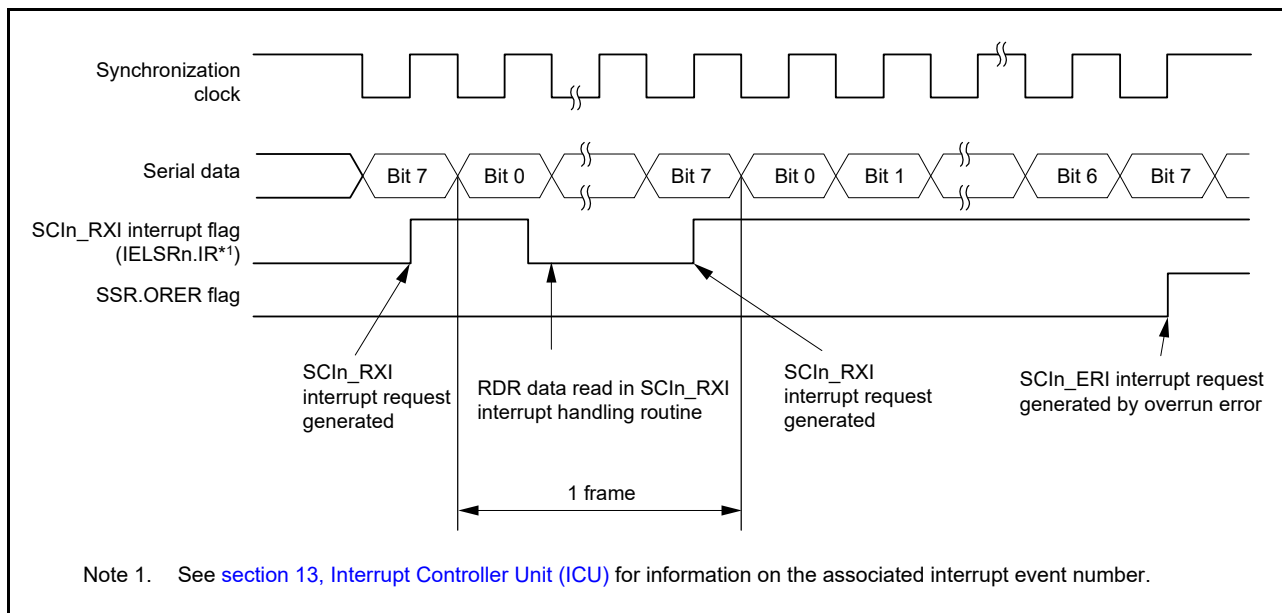 Synchronization
clock
Serial data
Bit 7
Bit 0
Bit 7
Bit 0
Bit 1
Bit 6
Bit 7
SCIn_RXI interrupt flag
(IELSRn.IR*1)
SSR.ORER flag
SCIn_RXI
interrupt request
generated
RDR data read in SCIn_RXI
interrupt handling routine
SCIn_RXI
interrupt request
generated
SCIn_ERI interrupt request
generated by overrun error
1 frame
Note 1. See section 13, Interrupt Controller Unit (ICU) for information on the associated interrupt event number.